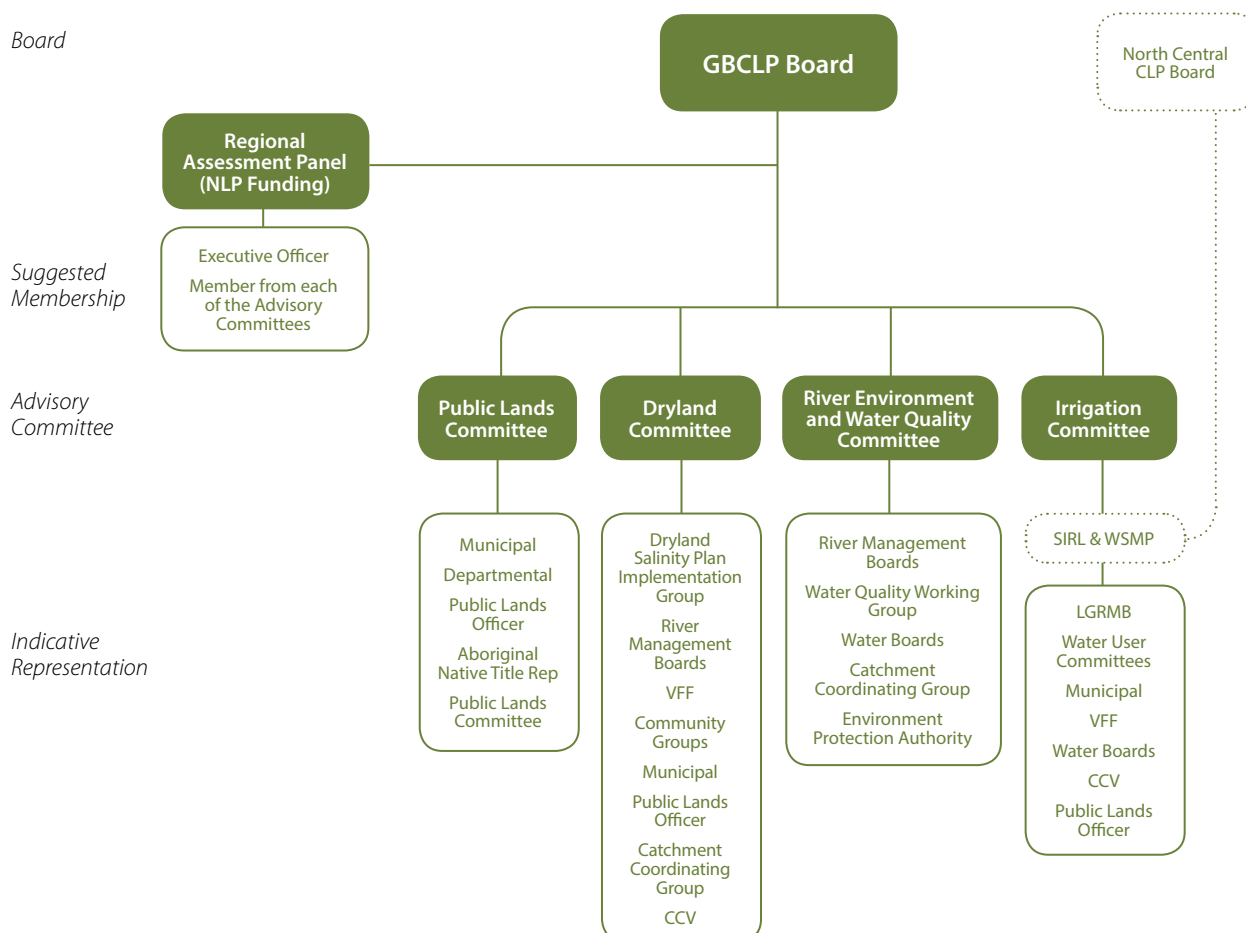 Board
GBCLP Board
North Central
CLP Board
Regional
Assessment Panel
(NLP Funding)
Suggested
Membership
Executive Officer
Member from each
of the Advisory
Committees
Advisory
Committee
Public Lands
Committee
Dryland
Committee
River Environment
and Water Quality
Committee
Irrigation
Committee
Indicative
Representation
Municipal
Departmental
Public Lands
Officer
Aboriginal
Native Title Rep
Public Lands
Committee
Dryland
Salinity Plan
Implementation
Group
River
Management
Boards
VFF
Community
Groups
Municipal
Public Lands
Officer
Catchment
Coordinating
Group
CCV
River Management
Boards
Water Quality Working
Group
Water Boards
Catchment
Coordinating Group
Environment
Protection Authority
SIRL & WSMP
LGRMB
Water User
Committees
Municipal
VFF
Water Boards
CCV
Public Lands
Officer